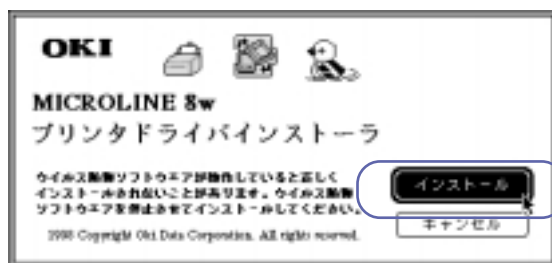 OKI
MICROLINE 8w
プリンタドライバインストーラ
ウイルス駆除ソフトウエアが動作していると正しく
インストールされないことがあります。ウイルス駆除
ソフトウエアを停止させてインストールしてください。
インストール
キャンセル
1998 Copyright Oki Data Corporation. All rights reserved.